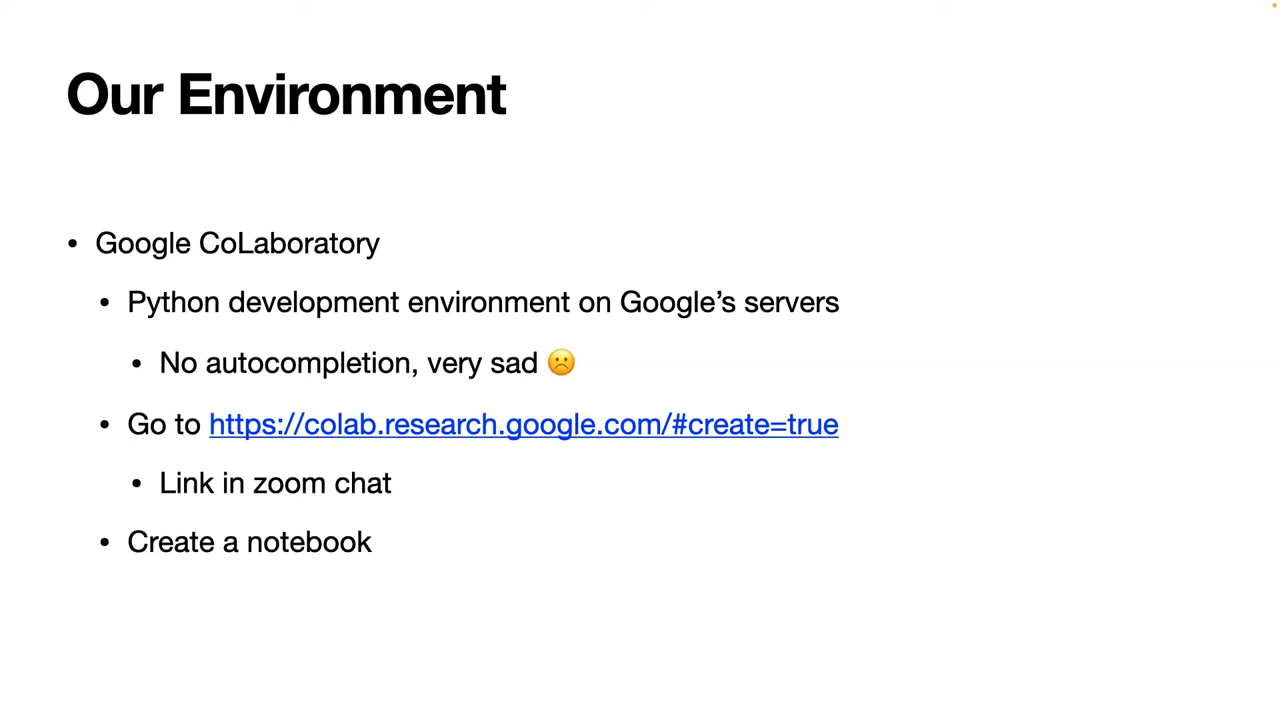 Our Environment
• Google CoLaboratory
• Python development environment on Google’s servers
• No autocompletion, very sad ☹️
• Go to https://colab.research.google.com/#create=true
• Link in zoom chat
• Create a notebook